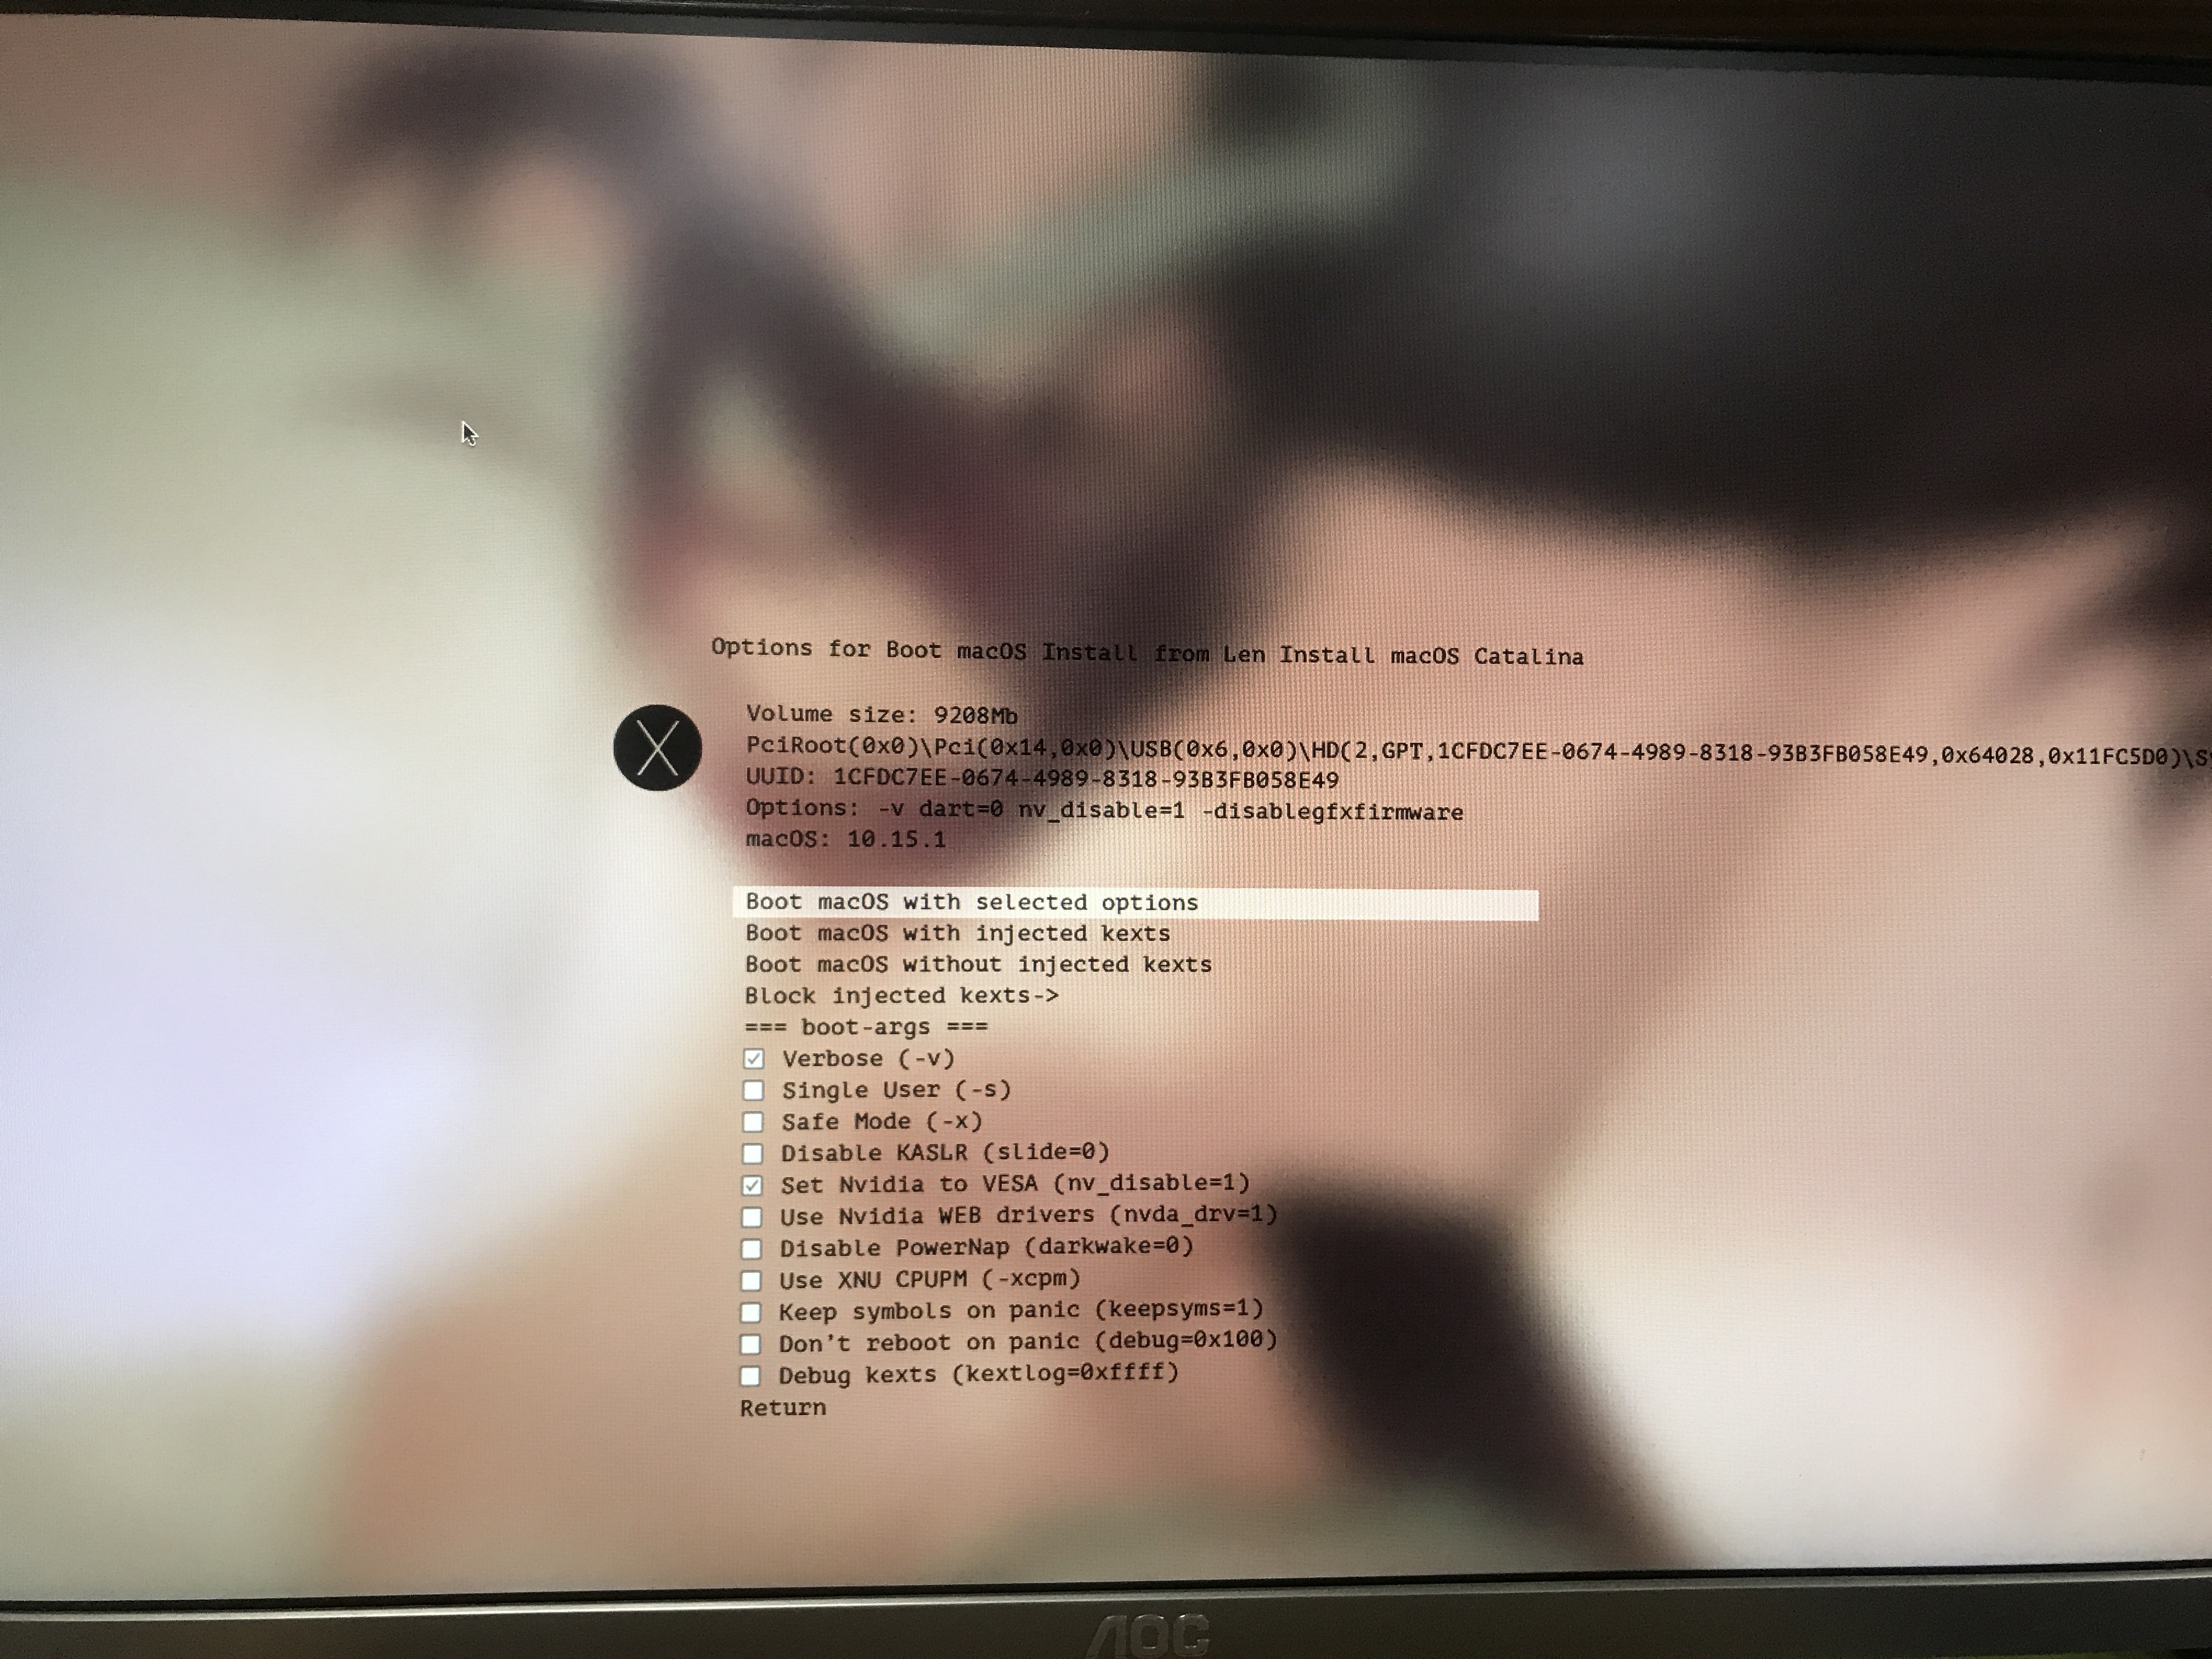 Options for Boot macOS Install from Len Install macOS Catalina
Volume size: 9208Mb
PciRoot(0x0)\Pci(0x14,0x0)\USB(0x6,0x0)\HD(2,GPT,1CFDC7EE-0674-4989-8318-93B3FB058E49,0x64028,0x11FC5D0)\S
UUID: 1CFDC7EE-0674-4989-8318-93B3FB058E49
Options: -v dart=0 nv_disable=1 -disablegfxfirmware
macOS: 10.15.1
Boot macOS with selected options
Boot macOS with injected kexts
Boot macOS without injected kexts
Block injected kexts->
=== boot-args ===
Verbose (-v)
Single User (-s)
Safe Mode (-x)
Disable KASLR (slide=0)
Set Nvidia to VESA (nv_disable=1)
Use Nvidia WEB drivers (nvda_drv=1)
Disable PowerNap (darkwake=0)
Use XNU CPUPM (-xcpm)
Keep symbols on panic (keepsyms=1)
Don't reboot on panic (debug=0x100)
Debug kexts (kextlog=0xffff)
Return
AOC